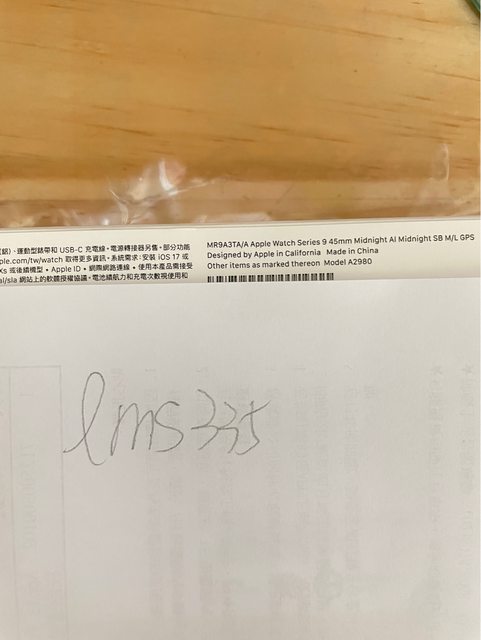 (鋁)、運動型錶帶和 USB-C 充電線。電源轉接器另售。部分功能
ple.com/tw/watch 取得更多資訊。系統需求：安裝 iOS 17 或
Xs 或後續機型。Apple ID。網際網路連線。使用本產品需接受
al/sla 網站上的軟體授權協議。電池續航力和充電次數視使用和
MR9A3TA/A Apple Watch Series 9 45mm Midnight Al Midnight SB M/L GPS
Designed by Apple in California Made in China
Other items as marked thereon Model A2980
lms335